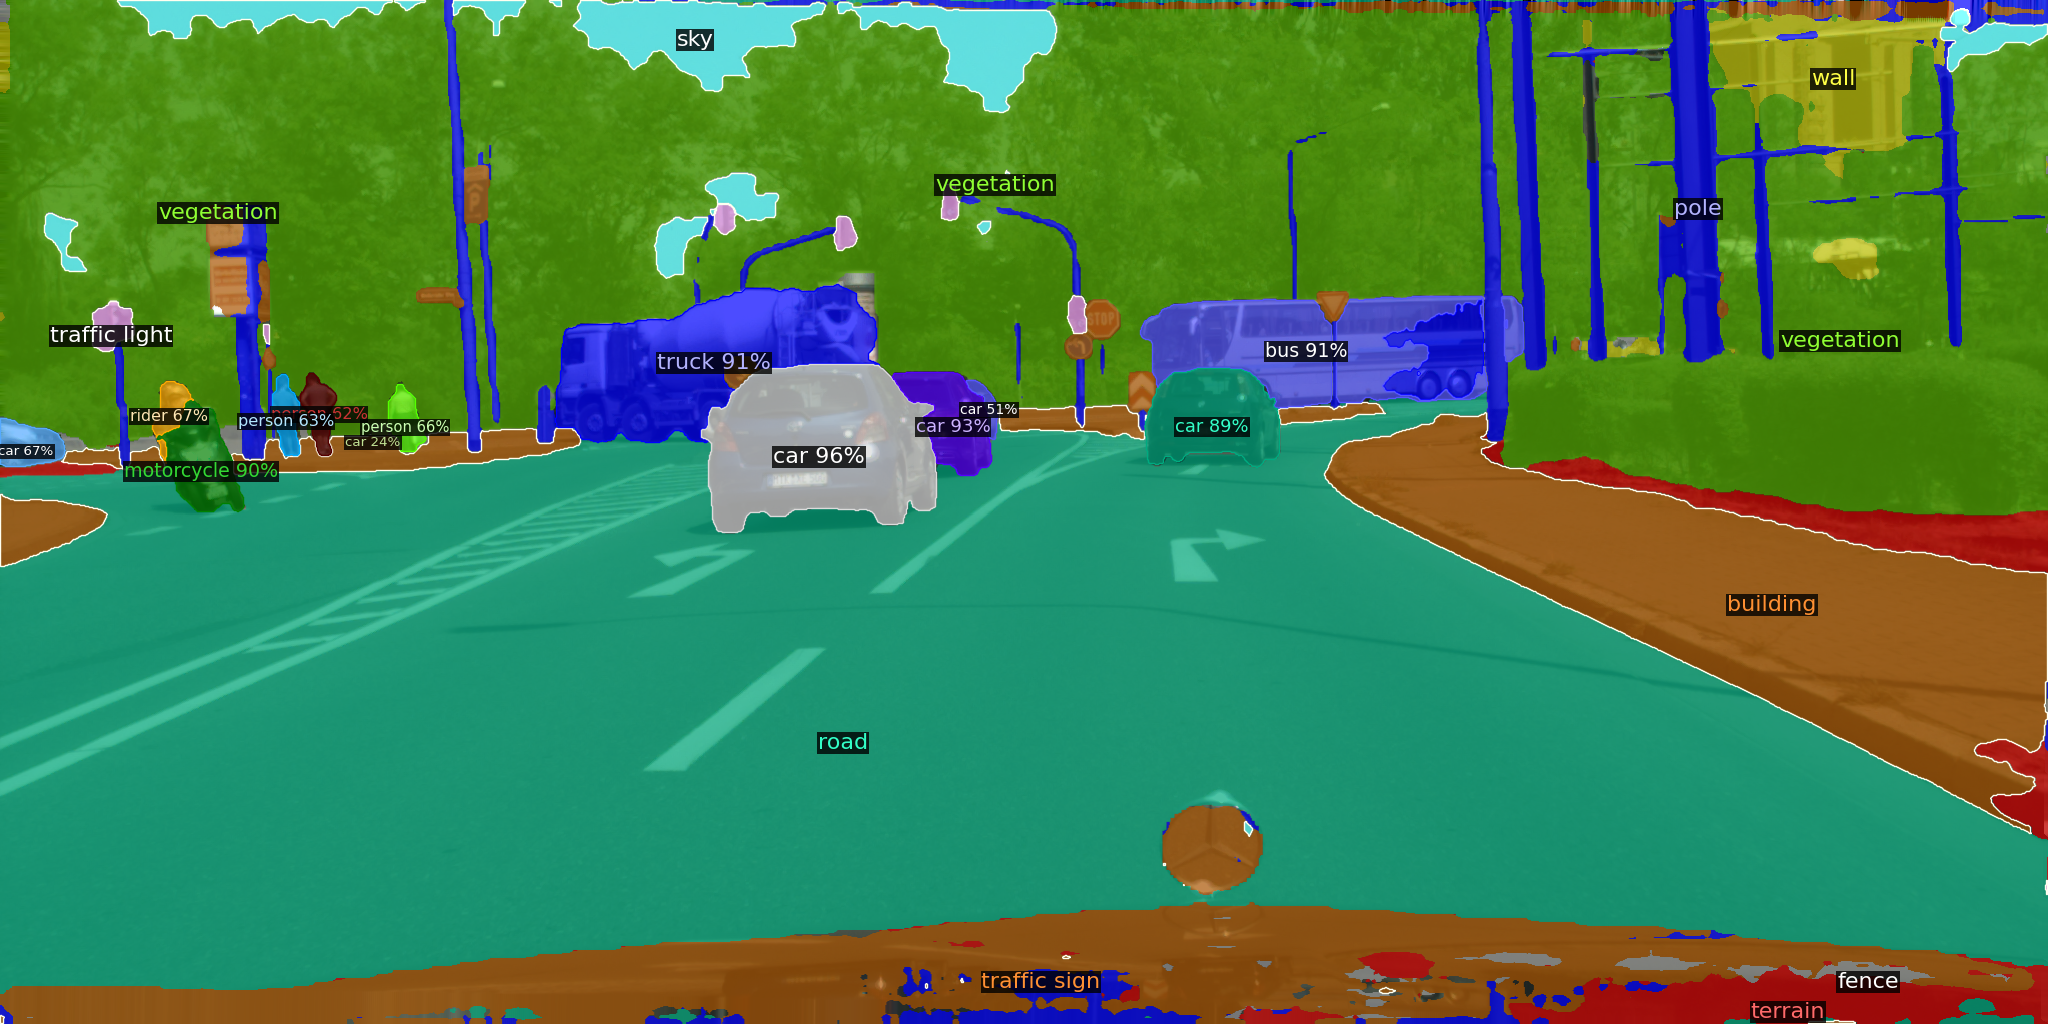 sky
wall
vegetation
pole
vegetation
P
STOP
traffic light
vegetation
bus 91%
truck 91%
rider 67%
person 62%
person 63%
person 66%
car 51%
car 93%
car 89%
car 24%
car 67%
car 96%
motorcycle 90%
building
road
traffic sign
fence
terrain